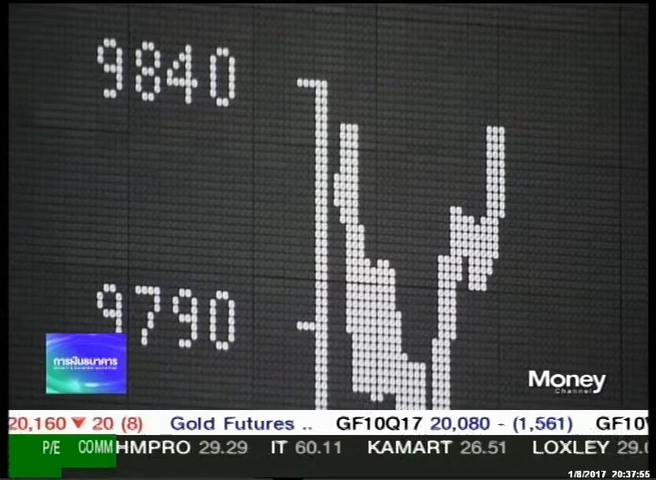 9840
9790
การเงินธนาคาร
Money
Channel
20,160 ▼ 20 (8) Gold Futures .. GF10Q17 20,080 - (1,561) GF10
P/E COMM HMPRO 29.29 IT 60.11 KAMART 26.51 LOXLEY 29.0
1/8/2017 20:37:55